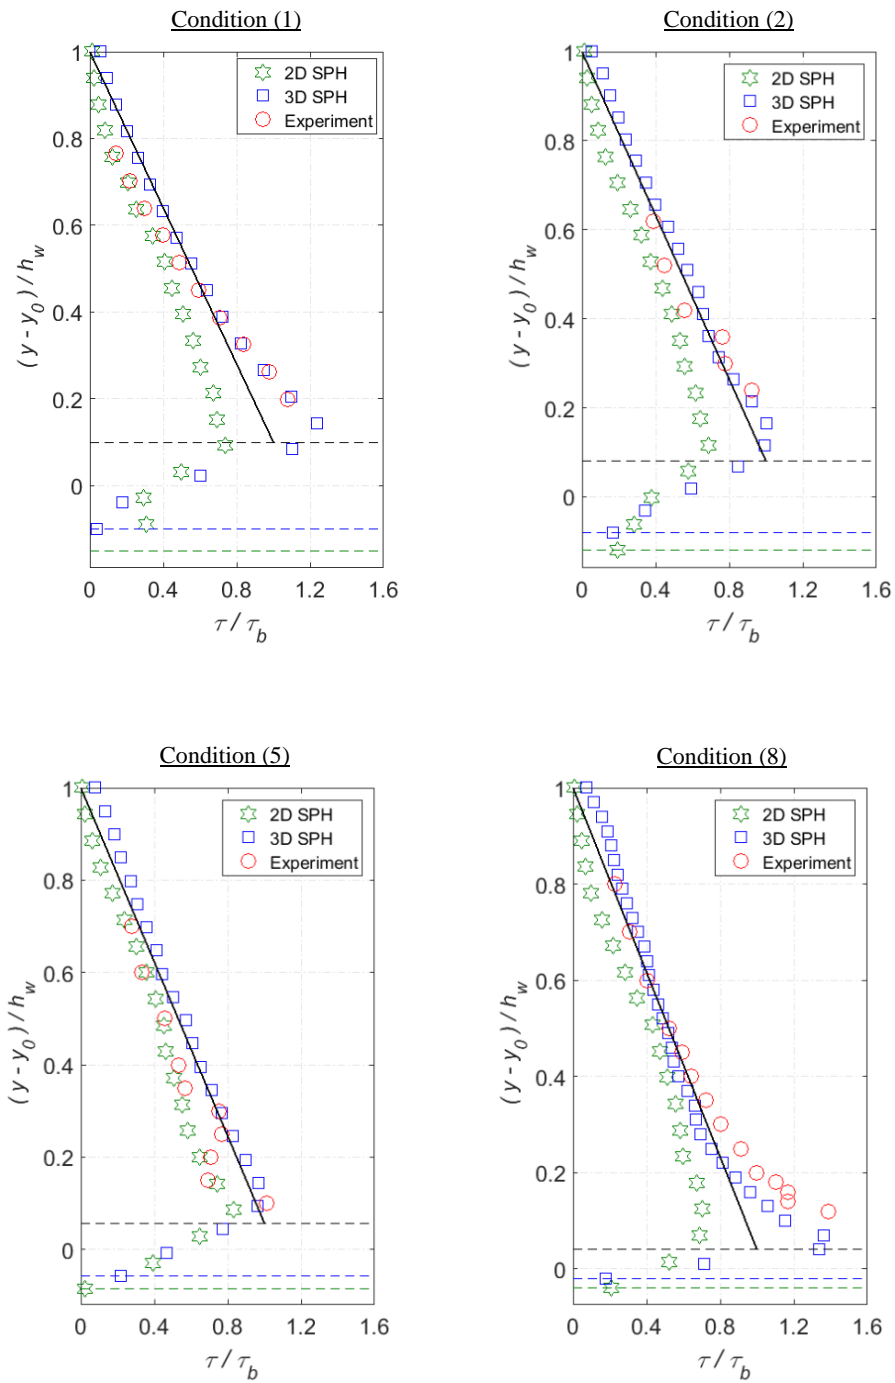 Condition (1)
1
0.8
0.6
0.4
0.2
0
0 0.4 0.8 1.2 1.6
(y - y0) / hw
τ / τb
2D SPH
3D SPH
Experiment
Condition (2)
1
0.8
0.6
0.4
0.2
0
0 0.4 0.8 1.2 1.6
(y - y0) / hw
τ / τb
2D SPH
3D SPH
Experiment
Condition (5)
1
0.8
0.6
0.4
0.2
0
0 0.4 0.8 1.2 1.6
(y - y0) / hw
τ / τb
2D SPH
3D SPH
Experiment
Condition (8)
1
0.8
0.6
0.4
0.2
0
0 0.4 0.8 1.2 1.6
(y - y0) / hw
τ / τb
2D SPH
3D SPH
Experiment